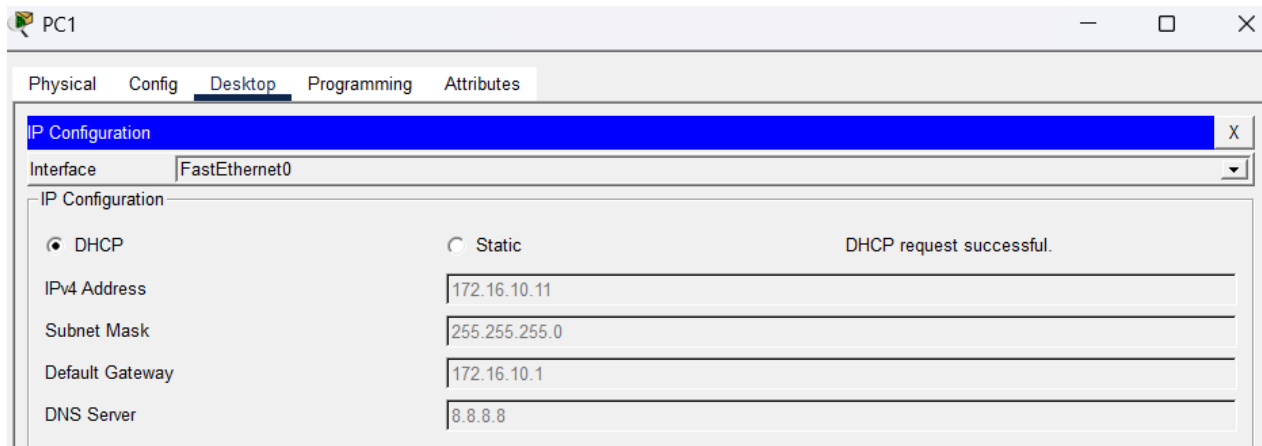 PC1
Physical Config Desktop Programming Attributes
IP Configuration X
Interface FastEthernet0
IP Configuration
DHCP Static DHCP request successful.
IPv4 Address 172.16.10.11
Subnet Mask 255.255.255.0
Default Gateway 172.16.10.1
DNS Server 8.8.8.8